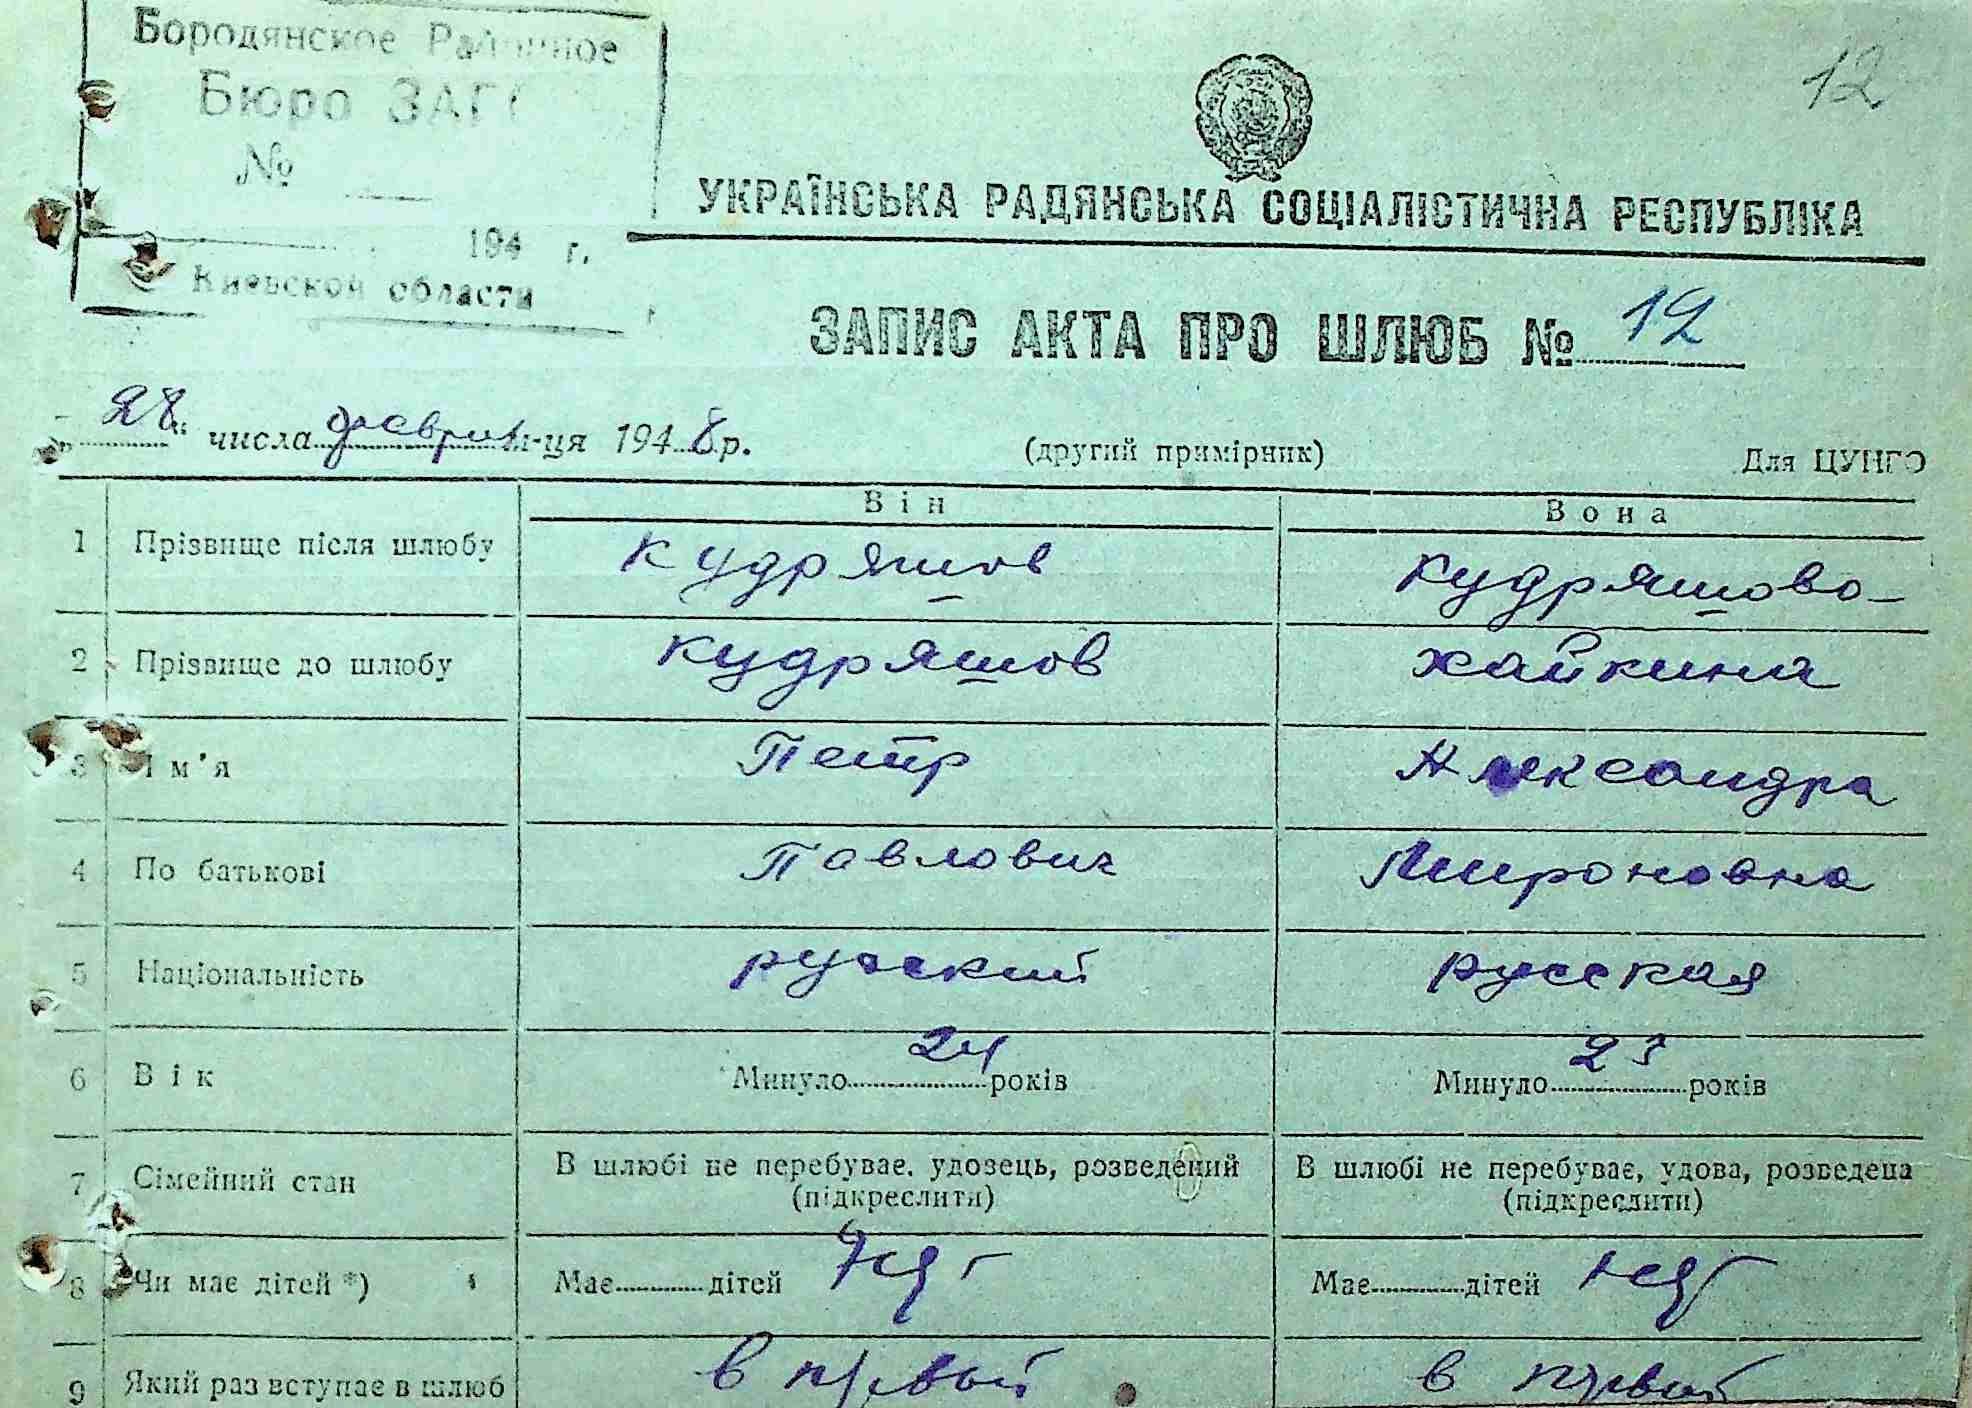 Бородянское Районное
Бюро ЗАГС
№
194 г.
Киевской области
12
УКРАЇНСЬКА РАДЯНСЬКА СОЦІАЛІСТИЧНА РЕСПУБЛІКА
ЗАПИС АКТА ПРО ШЛЮБ № 12
28" числа февраля м-ця 1948 р. (другий примірник) Для ЦУНГО
Він Вона
1 Прізвище після шлюбу Кудряшов Кудряшова
2 Прізвище до шлюбу Кудряшов Хайкина
3 Ім'я Петр Александра
4 По батькові Павлович Мироновна
5 Національність русский русская
6 Вік Минуло 24 років Минуло 23 років
7 Сімейний стан В шлюбі не перебуває, удовець, розведений (підкреслити) В шлюбі не перебуває, удова, розведена (підкреслити)
8 Чи має дітей *) Має дітей нет Має дітей нет
9 Який раз вступає в шлюб в первый в первый